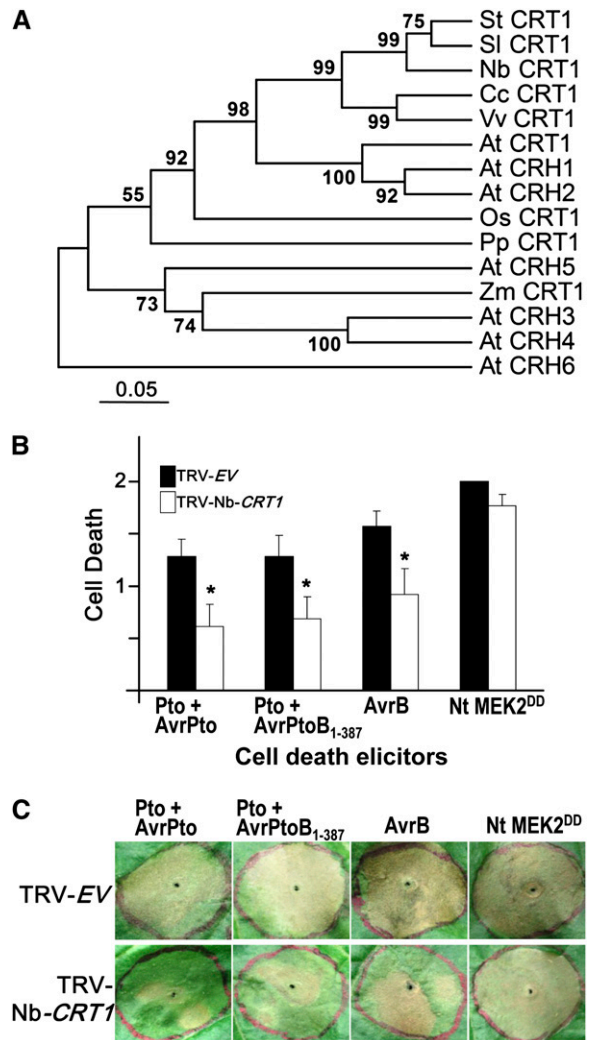 A
St CRT1
75
Sl CRT1
99
Nb CRT1
99
Cc CRT1
99
Vv CRT1
98
At CRT1
100
At CRH1
92
At CRH2
92
Os CRT1
55
Pp CRT1
At CRH5
73
Zm CRT1
74
At CRH3
100
At CRH4
At CRH6
0.05
B
TRV-EV
TRV-Nb-CRT1
Cell Death
2
1
*
*
*
Pto + AvrPto
Pto + AvrPtoB1-387
AvrB
Nt MEK2DD
Cell death elicitors
C
Pto + AvrPto
Pto + AvrPtoB1-387
AvrB
Nt MEK2DD
TRV-EV
TRV-
Nb-CRT1